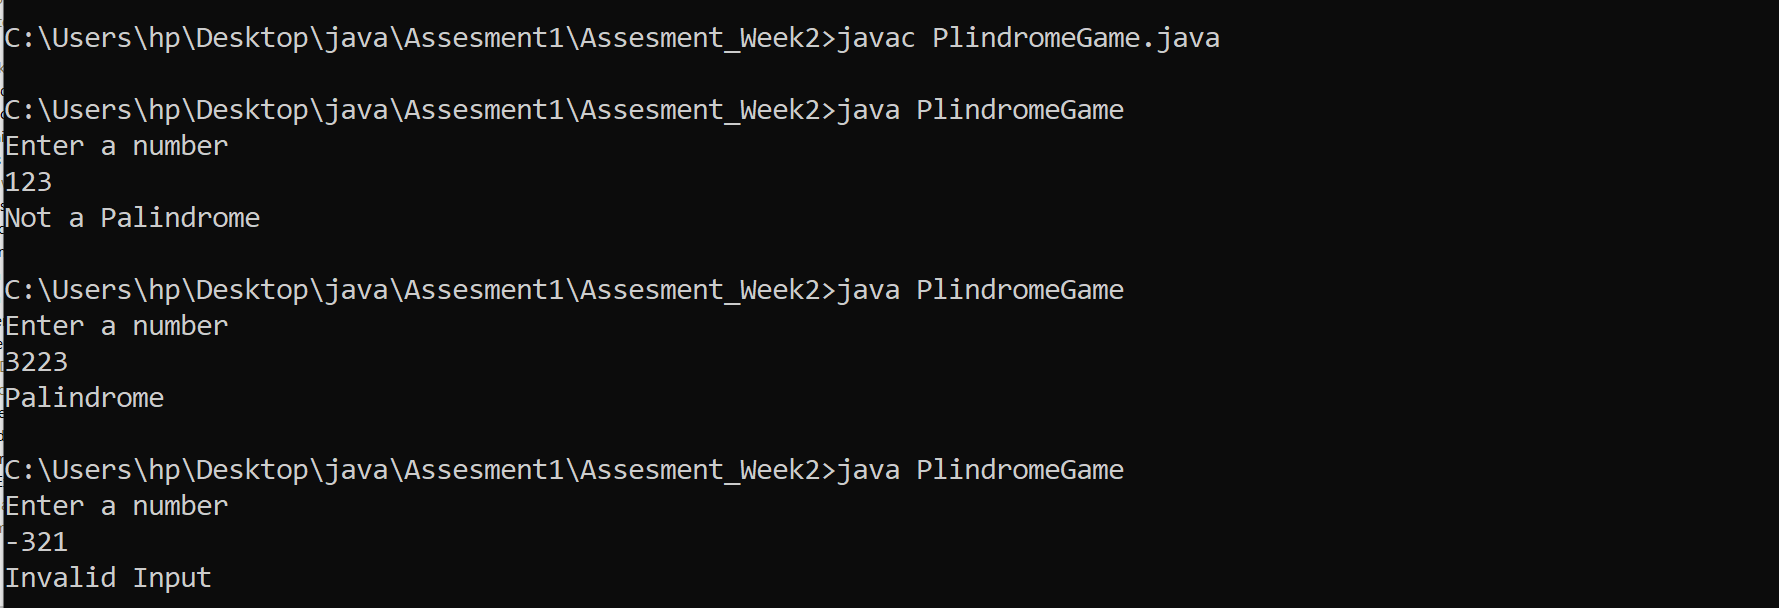 C:\Users\hp\Desktop\java\Assesment1\Assesment_Week2>javac PlindromeGame.java
C:\Users\hp\Desktop\java\Assesment1\Assesment_Week2>java PlindromeGame
Enter a number
123
Not a Palindrome
C:\Users\hp\Desktop\java\Assesment1\Assesment_Week2>java PlindromeGame
Enter a number
3223
Palindrome
C:\Users\hp\Desktop\java\Assesment1\Assesment_Week2>java PlindromeGame
Enter a number
-321
Invalid Input